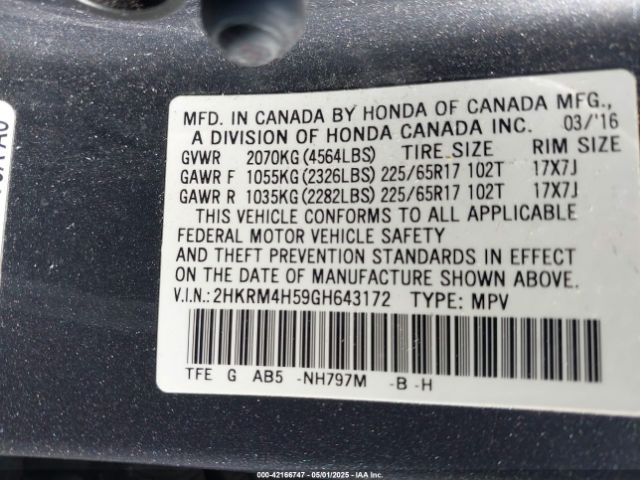 MFD. IN CANADA BY HONDA OF CANADA MFG.,
A DIVISION OF HONDA CANADA INC. 03/'16
GVWR 2070KG (4564LBS) TIRE SIZE RIM SIZE
GAWR F 1055KG (2326LBS) 225/65R17 102T 17X7J
GAWR R 1035KG (2282LBS) 225/65R17 102T 17X7J
THIS VEHICLE CONFORMS TO ALL APPLICABLE
FEDERAL MOTOR VEHICLE SAFETY
AND THEFT PREVENTION STANDARDS IN EFFECT
ON THE DATE OF MANUFACTURE SHOWN ABOVE.
V.I.N.: 2HKRM4H59GH643172 TYPE: MPV
TFE G AB5 -NH797M -B -H
000-42166747 - 05/01/2025 - IAA Inc.